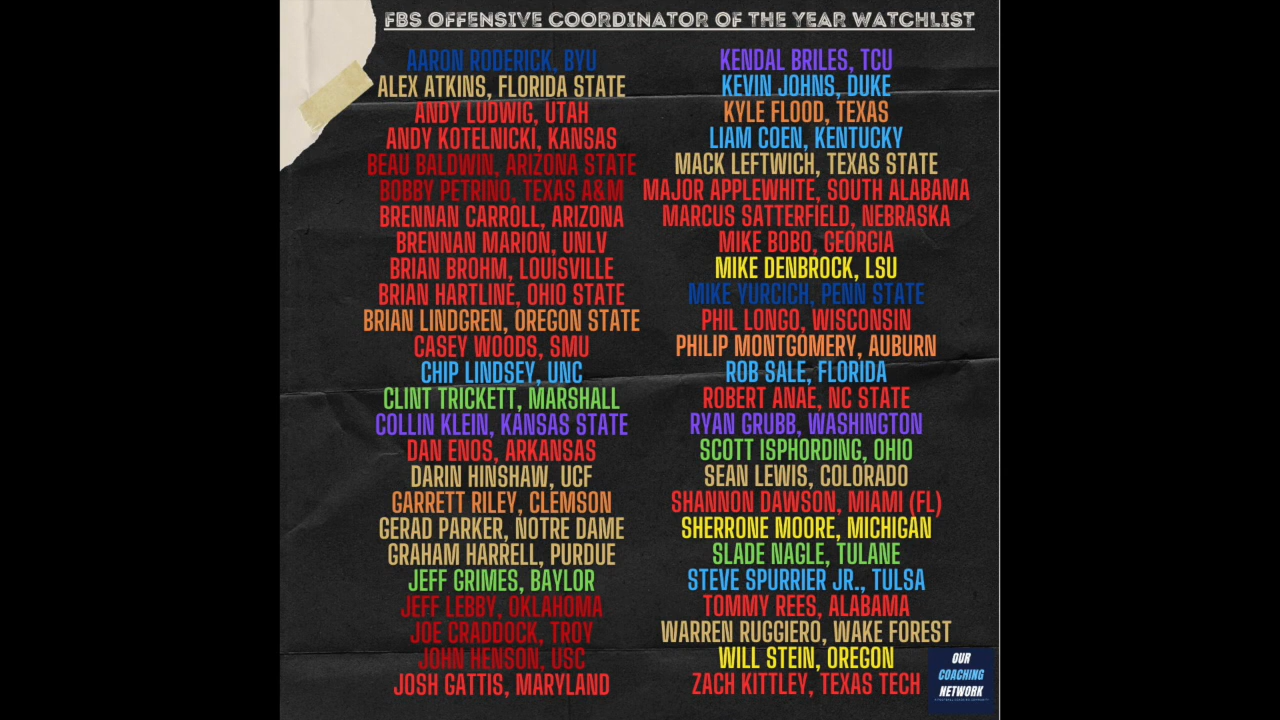 FBS OFFENSIVE COORDINATOR OF THE YEAR WATCHLIST
AARON RODERICK, BYU
ALEX ATKINS, FLORIDA STATE
ANDY LUDWIG, UTAH
ANDY KOTELNICKI, KANSAS
BEAU BALDWIN, ARIZONA STATE
BOBBY PETRINO, TEXAS A&M
BRENNAN CARROLL, ARIZONA
BRENNAN MARION, UNLV
BRIAN BROHM, LOUISVILLE
BRIAN HARTLINE, OHIO STATE
BRIAN LINDGREN, OREGON STATE
CASEY WOODS, SMU
CHIP LINDSEY, UNC
CLINT TRICKETT, MARSHALL
COLLIN KLEIN, KANSAS STATE
DAN ENOS, ARKANSAS
DARIN HINSHAW, UCF
GARRETT RILEY, CLEMSON
GERAD PARKER, NOTRE DAME
GRAHAM HARRELL, PURDUE
JEFF GRIMES, BAYLOR
JEFF LEBBY, OKLAHOMA
JOE CRADDOCK, TROY
JOHN HENSON, USC
JOSH GATTIS, MARYLAND
KENDAL BRILES, TCU
KEVIN JOHNS, DUKE
KYLE FLOOD, TEXAS
LIAM COEN, KENTUCKY
MACK LEFTWICH, TEXAS STATE
MAJOR APPLEWHITE, SOUTH ALABAMA
MARCUS SATTERFIELD, NEBRASKA
MIKE BOBO, GEORGIA
MIKE DENBROCK, LSU
MIKE YURCICH, PENN STATE
PHIL LONGO, WISCONSIN
PHILIP MONTGOMERY, AUBURN
ROB SALE, FLORIDA
ROBERT ANAE, NC STATE
RYAN GRUBB, WASHINGTON
SCOTT ISPHORDING, OHIO
SEAN LEWIS, COLORADO
SHANNON DAWSON, MIAMI (FL)
SHERRONE MOORE, MICHIGAN
SLADE NAGLE, TULANE
STEVE SPURRIER JR., TULSA
TOMMY REES, ALABAMA
WARREN RUGGIERO, WAKE FOREST
WILL STEIN, OREGON
ZACH KITTLEY, TEXAS TECH
OUR
COACHING
NETWORK